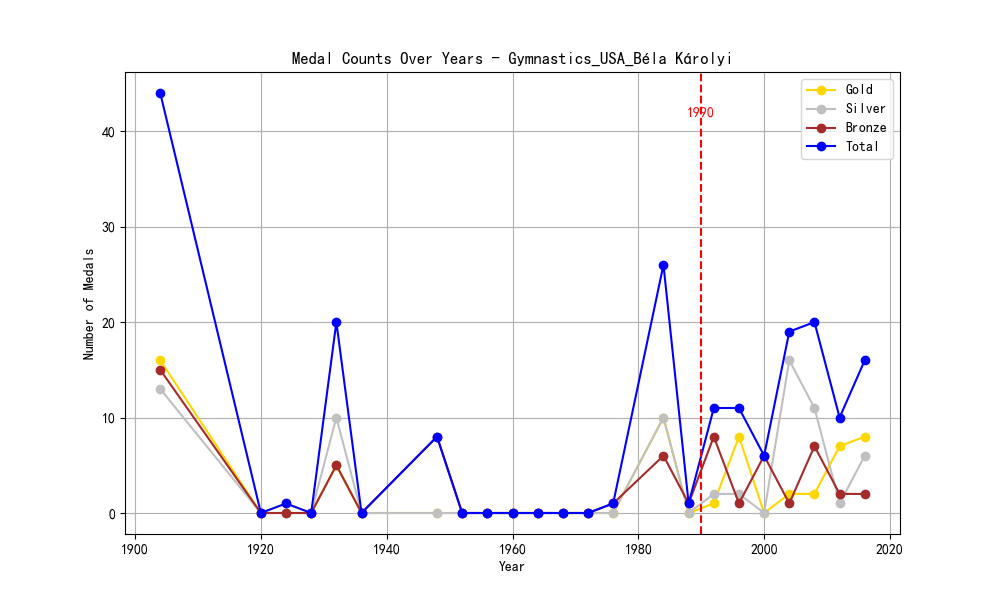 Medal Counts Over Years - Gymnastics_USA_Béla Károlyi
1990
Gold
Silver
Bronze
Total
Number of Medals
40
30
20
10
0
1900
1920
1940
1960
1980
2000
2020
Year